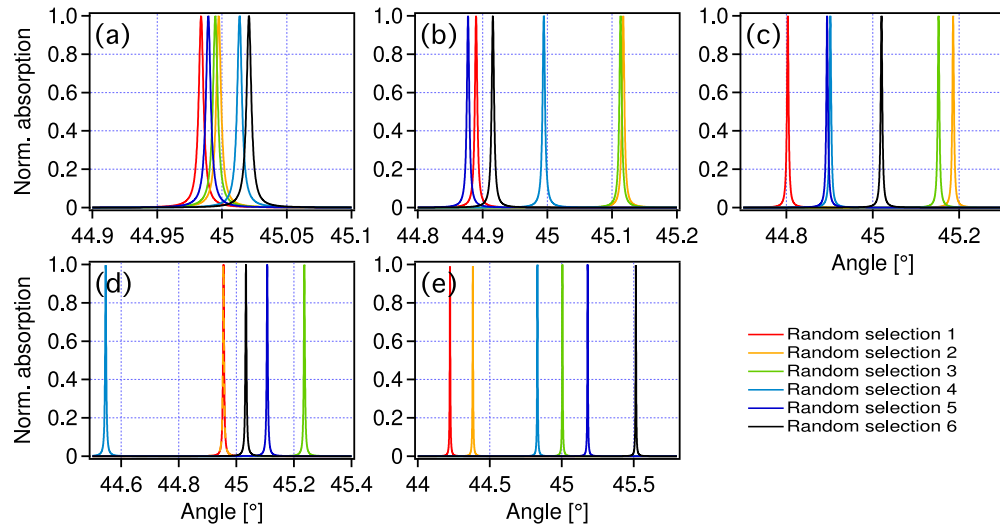 (a)
Norm. absorption
1.0
0.8
0.6
0.4
0.2
0
44.9 44.95 45 45.05 45.1
(b)
1.0
0.8
0.6
0.4
0.2
0
44.8 44.9 45 45.1 45.2
(c)
1.0
0.8
0.6
0.4
0.2
0
44.8 45 45.2
Angle [°]
(d)
Norm. absorption
1.0
0.8
0.6
0.4
0.2
0
44.6 44.8 45 45.2 45.4
Angle [°]
(e)
1.0
0.8
0.6
0.4
0.2
0
44 44.5 45 45.5
Angle [°]
Random selection 1
Random selection 2
Random selection 3
Random selection 4
Random selection 5
Random selection 6